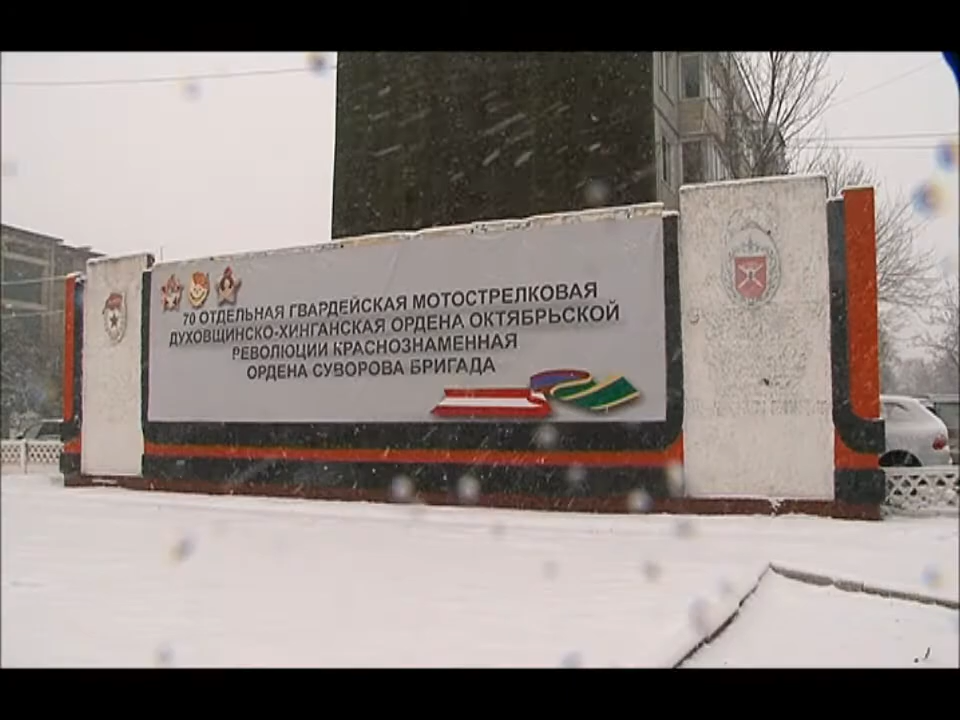 70 ОТДЕЛЬНАЯ ГВАРДЕЙСКАЯ МОТОСТРЕЛКОВАЯ
ДУХОВЩИНСКО-ХИНГАНСКАЯ ОРДЕНА ОКТЯБРЬСКОЙ
РЕВОЛЮЦИИ КРАСНОЗНАМЕННАЯ
ОРДЕНА СУВОРОВА БРИГАДА